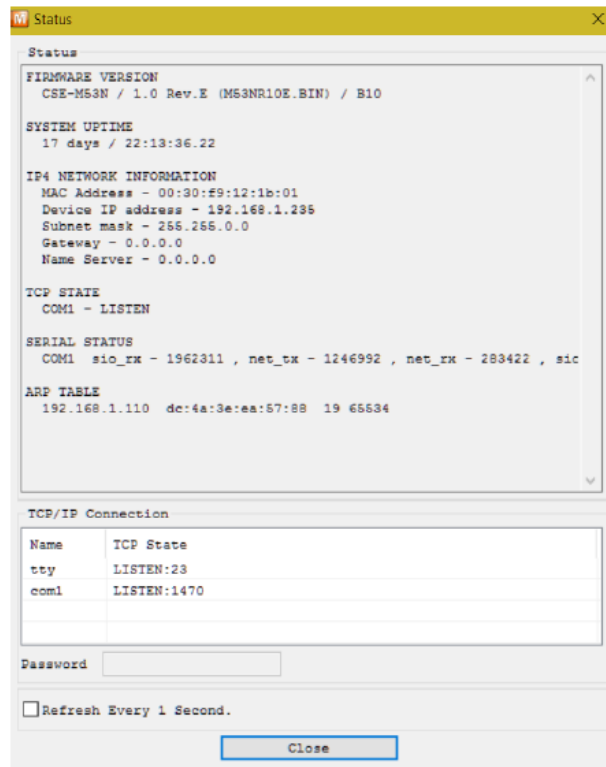 Status
Status
FIRMWARE VERSION
CSE-M53N / 1.0 Rev.E (M53NR10E.BIN) / B10
SYSTEM UPTIME
17 days / 22:13:36.22
IP4 NETWORK INFORMATION
MAC Address - 00:30:f9:12:1b:01
Device IP address - 192.168.1.235
Subnet mask - 255.255.0.0
Gateway - 0.0.0.0
Name Server - 0.0.0.0
TCP STATE
COM1 - LISTEN
SERIAL STATUS
COM1 sio_rx - 1962311 , net_tx - 1246992 , net_rx - 283422 , sic
ARP TABLE
192.168.1.110 dc:4a:3e:ea:57:88 19 65534
TCP/IP Connection
Name TCP State
tty LISTEN:23
com1 LISTEN:1470
Password
Refresh Every 1 Second.
Close